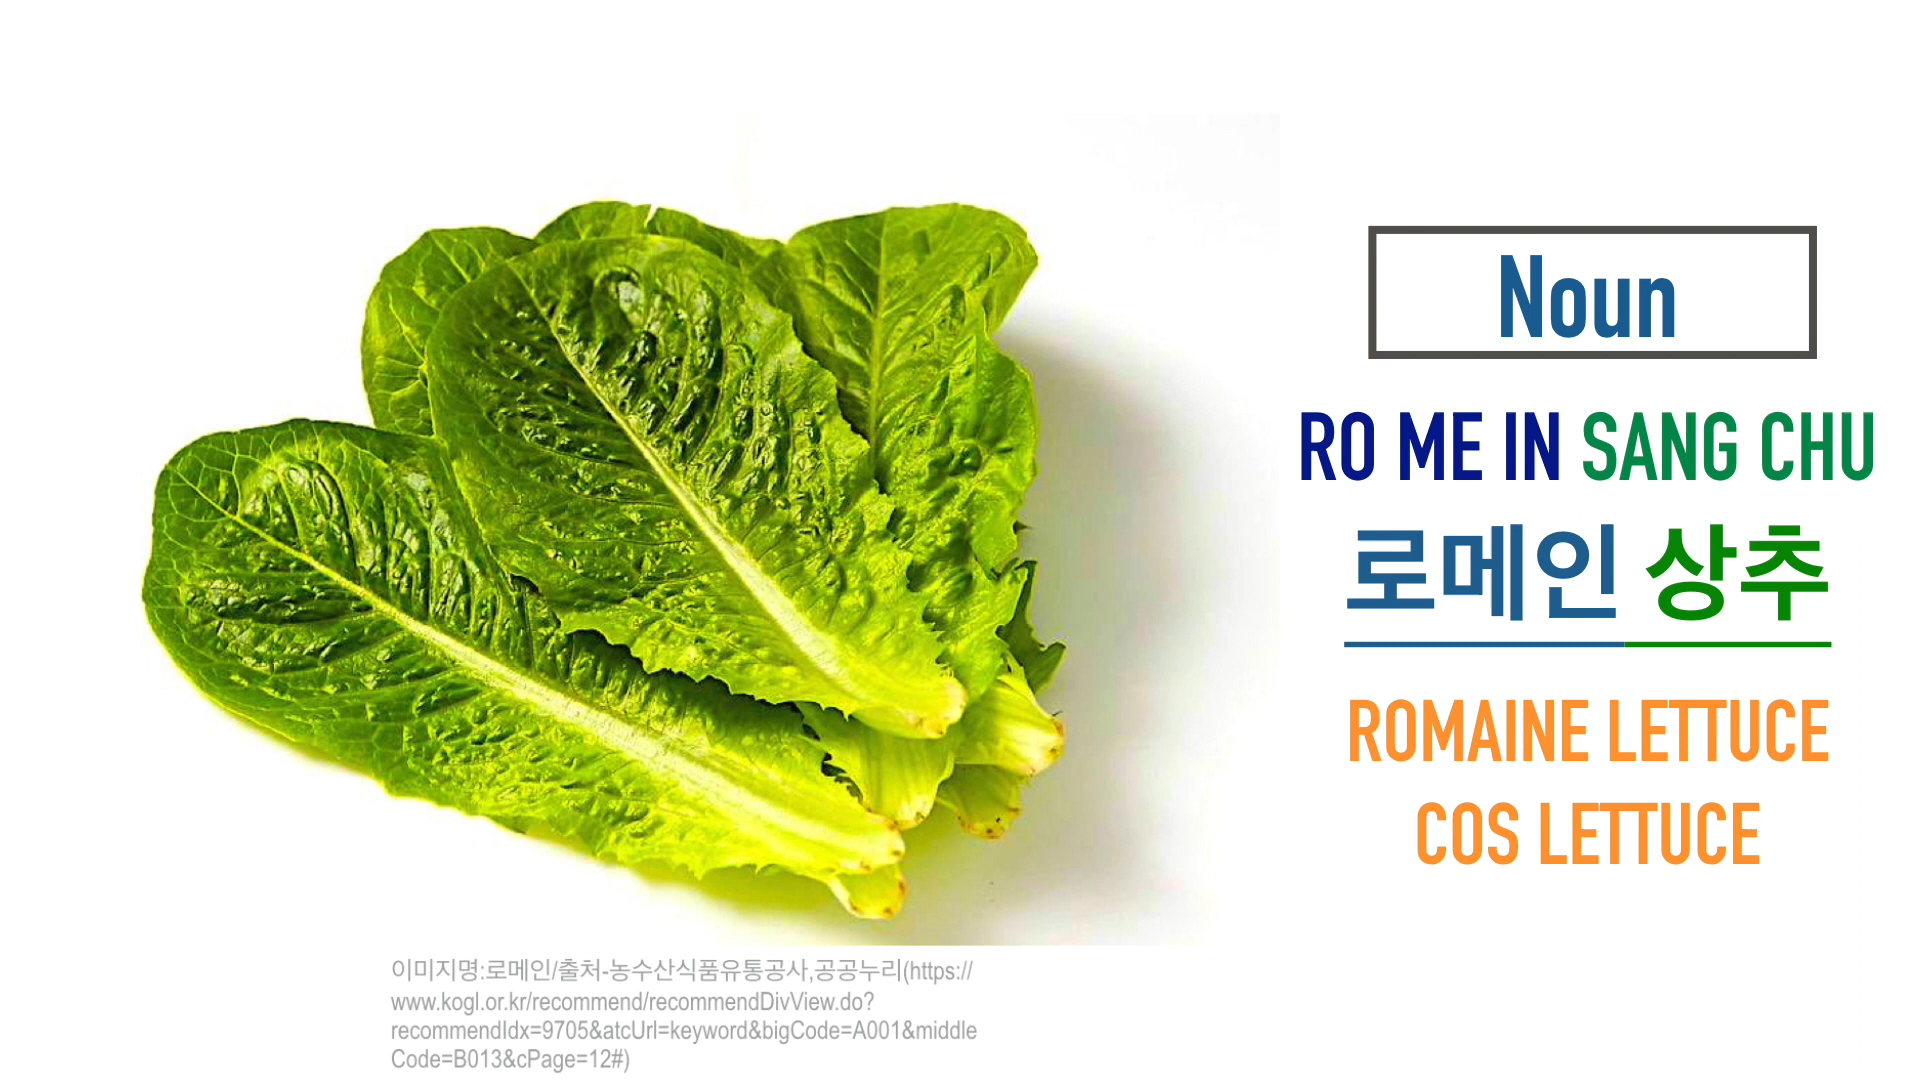 Noun
RO ME IN SANG CHU
로메인 상추
ROMAINE LETTUCE
COS LETTUCE
이미지명:로메인/출처-농수산식품유통공사,공공누리(https://
www.kogl.or.kr/recommend/recommendDivView.do?
recommendIdx=9705&atcUrl=keyword&bigCode=A001&middle
Code=B013&cPage=12#)